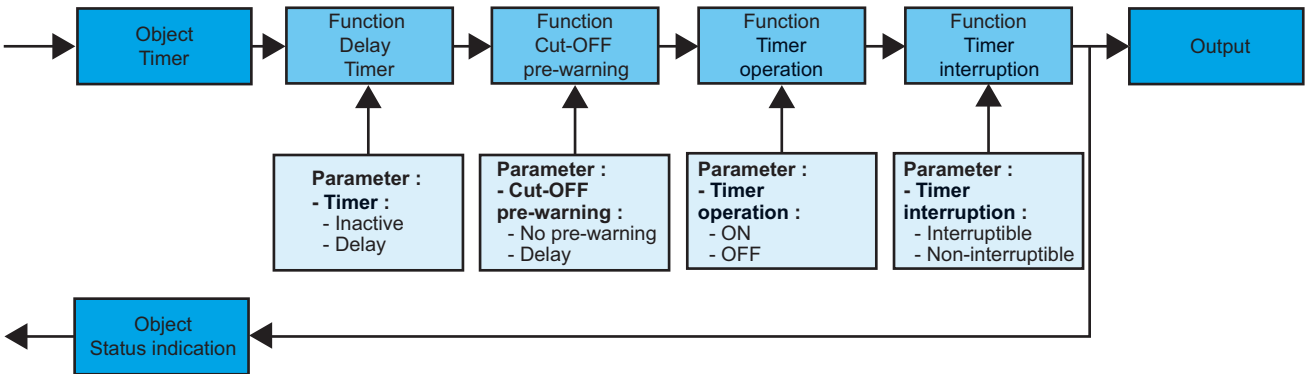 Object
Timer
Function
Delay
Timer
Function
Cut-OFF
pre-warning
Function
Timer
operation
Function
Timer
interruption
Output
Parameter :
- Timer :
- Inactive
- Delay
Parameter :
- Cut-OFF
pre-warning :
- No pre-warning
- Delay
Parameter :
- Timer
operation :
- ON
- OFF
Parameter :
- Timer
interruption :
- Interruptible
- Non-interruptible
Object
Status indication